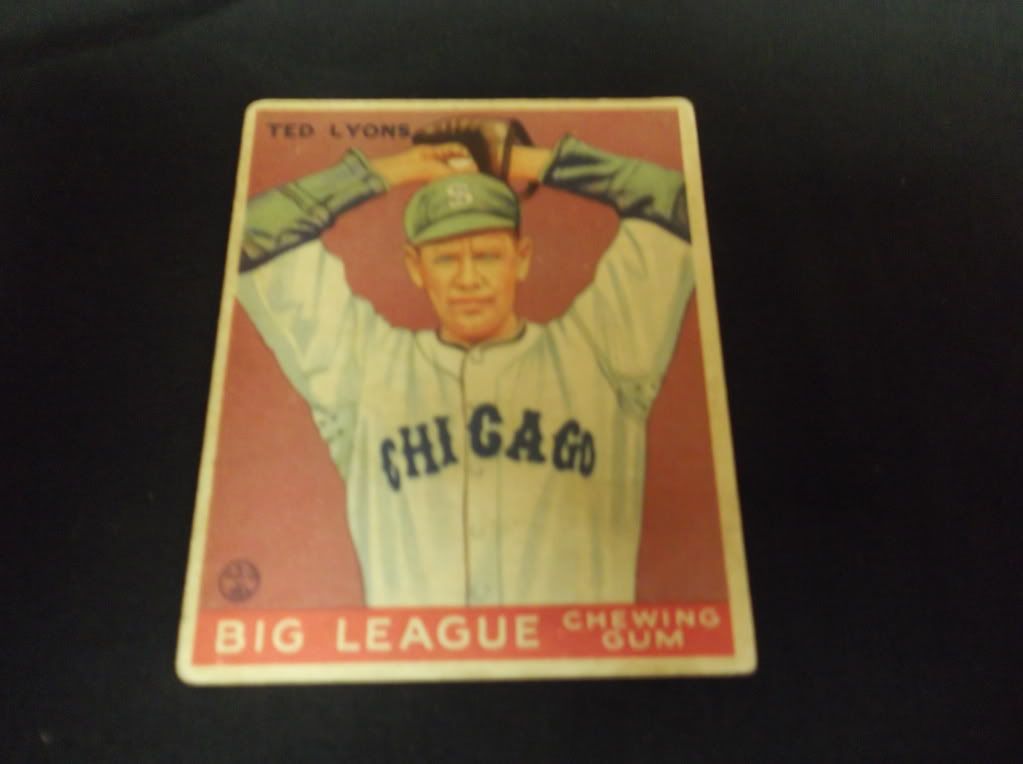 TED LYONS
S
CHICAGO
BIG LEAGUE CHEWING
GUM